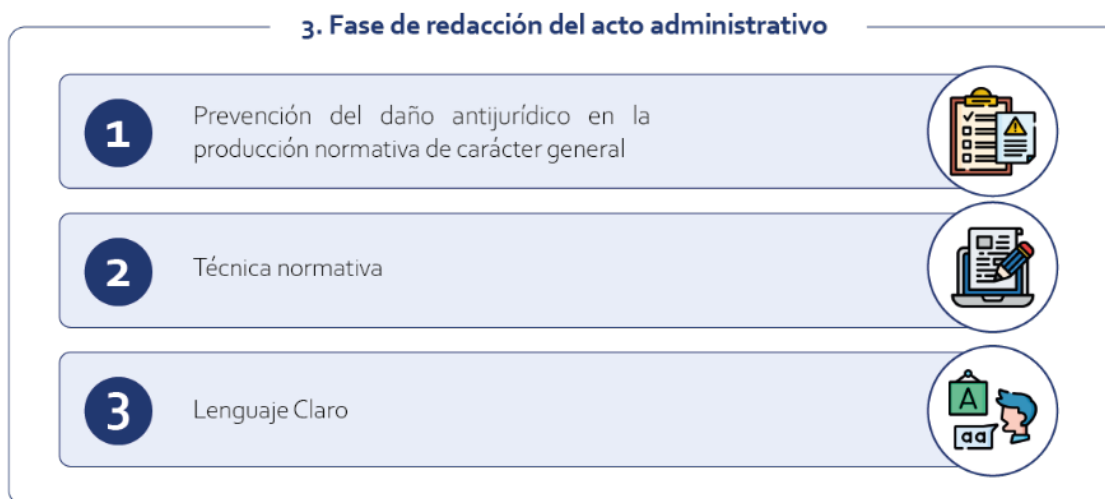 3. Fase de redacción del acto administrativo
1
Prevención del daño antijurídico en la
producción normativa de carácter general
2
Técnica normativa
3
Lenguaje Claro
A
aa